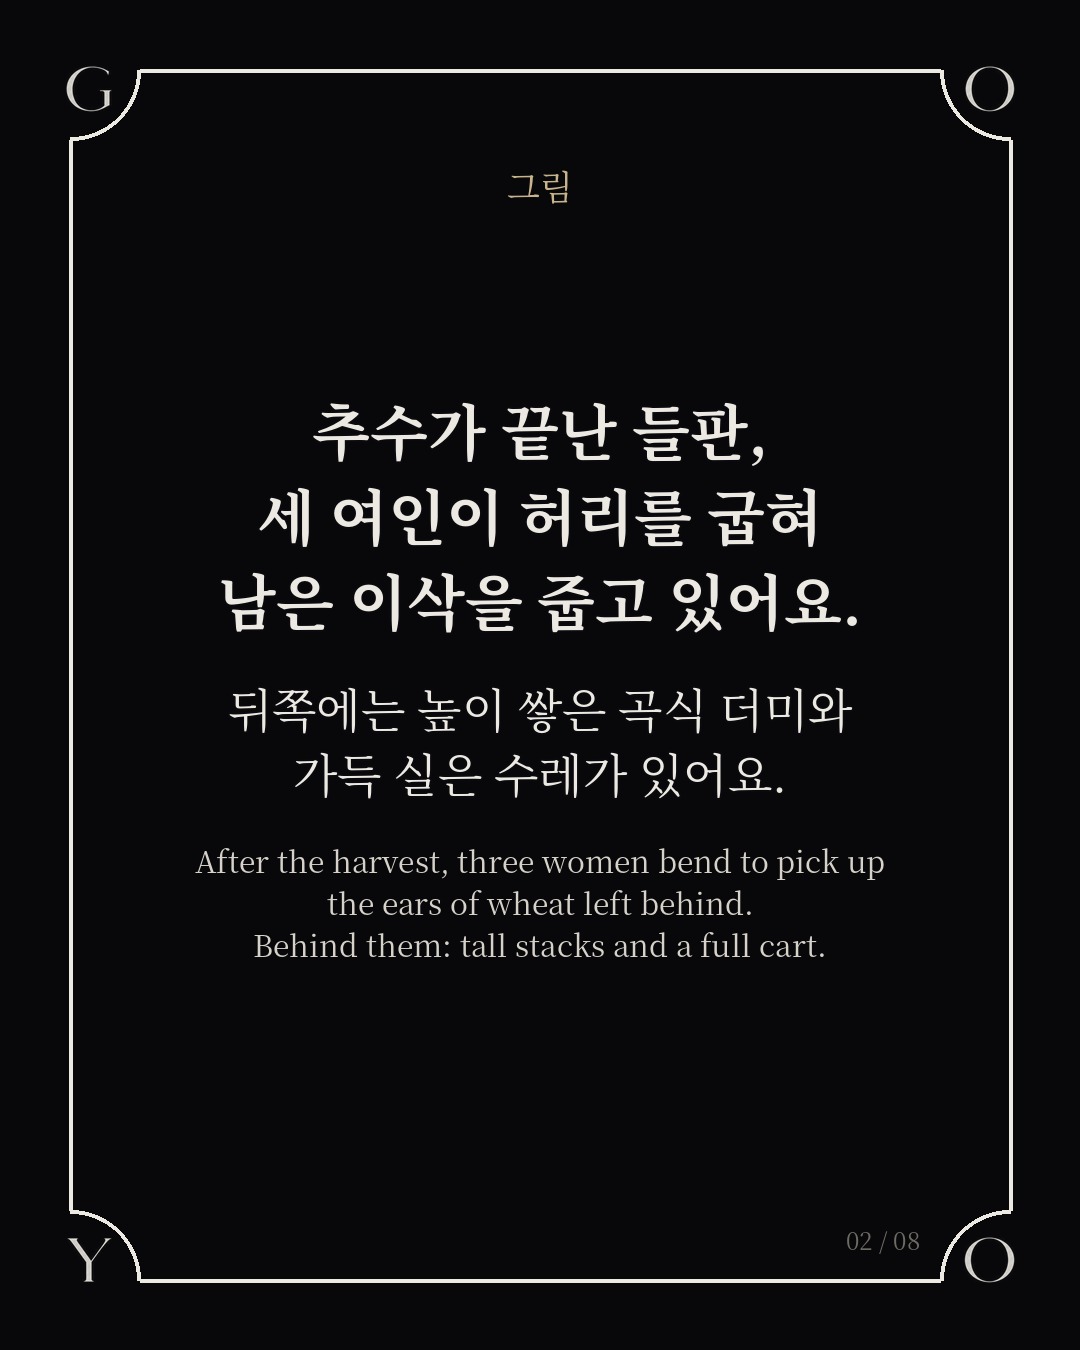 G O
그림
추수가 끝난 들판,
세 여인이 허리를 굽혀
남은 이삭을 줍고 있어요.
뒤쪽에는 높이 쌓은 곡식 더미와
가득 실은 수레가 있어요.
After the harvest, three women bend to pick up
the ears of wheat left behind.
Behind them: tall stacks and a full cart.
02 / 08
Y O